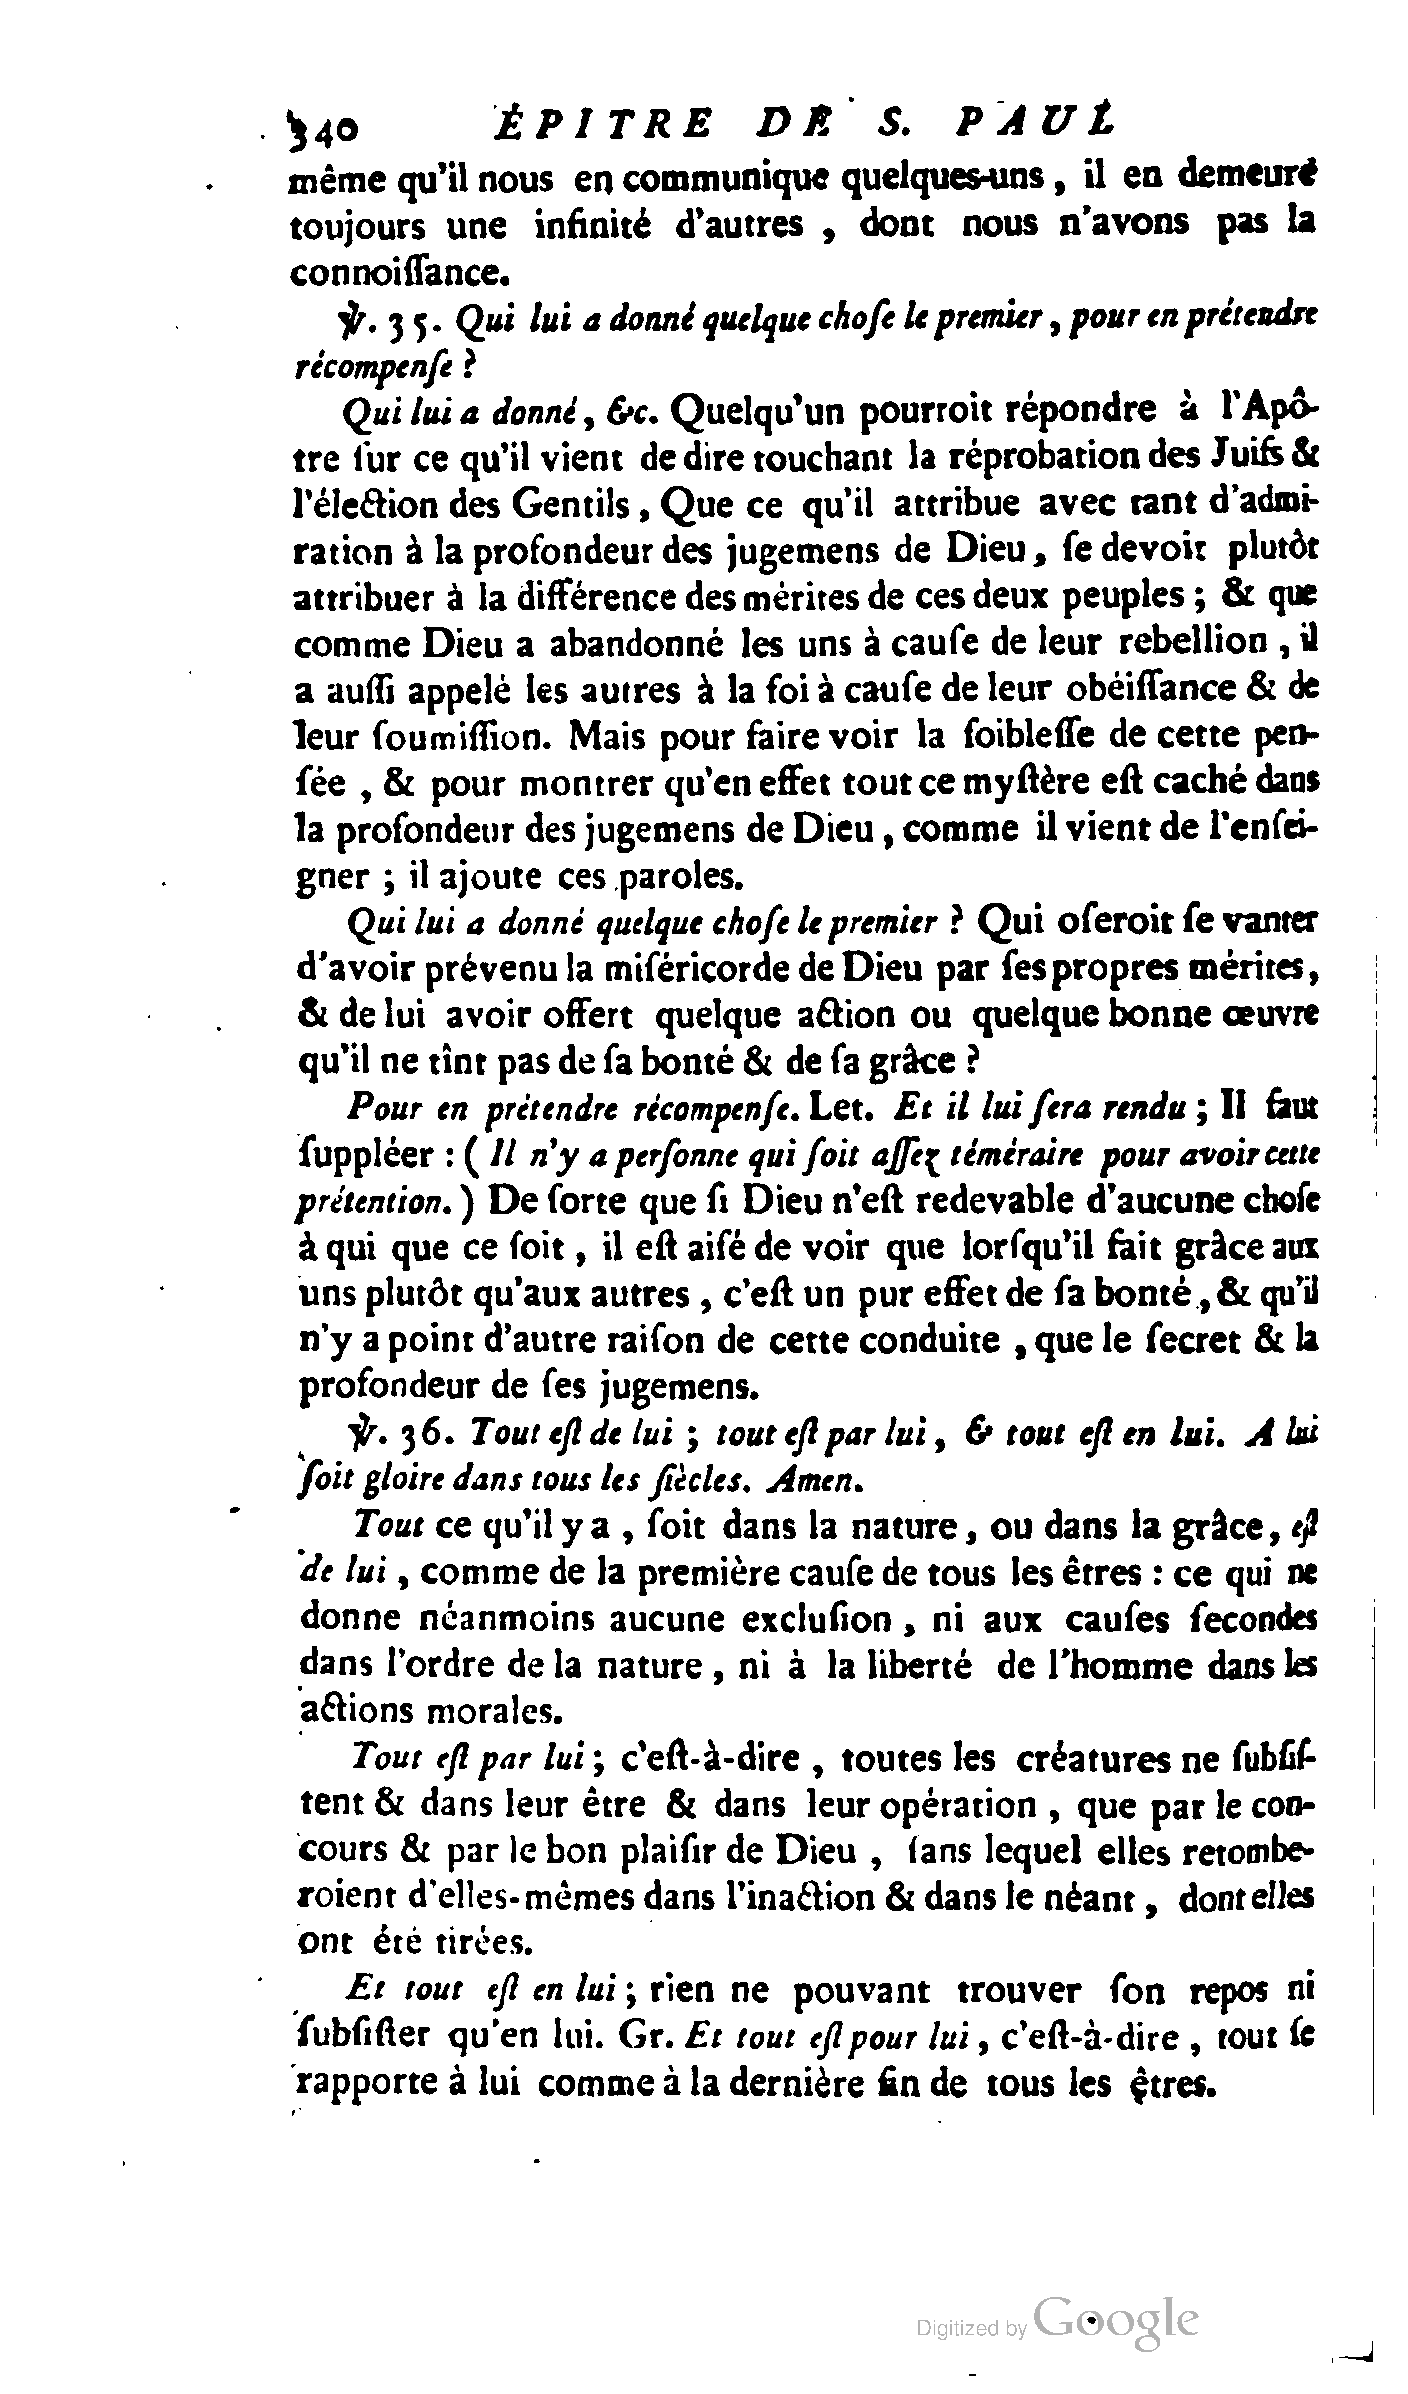 340 ÉPITRE DE S. PAUL
même qu'il nous en communique quelques-uns, il en demeure
toujours une infinité d'autres, dont nous n'avons pas la
connoiſſance.
℣. 35. Qui lui a donné quelque choſe le premier, pour en prétendre
récompenſe ?
Qui lui a donné, &c. Quelqu'un pourroit répondre à l'Apô-
tre ſur ce qu'il vient de dire touchant la réprobation des Juifs &
l'élection des Gentils, Que ce qu'il attribue avec tant d'admi-
ration à la profondeur des jugemens de Dieu, ſe devoit plutôt
attribuer à la différence des mérites de ces deux peuples ; & que
comme Dieu a abandonné les uns à cauſe de leur rebellion, il
a auſſi appelé les autres à la foi à cauſe de leur obéiſſance & de
leur ſoumiſſion. Mais pour faire voir la foibleſſe de cette pen-
ſée, & pour montrer qu'en effet tout ce myſtère eſt caché dans
la profondeur des jugemens de Dieu, comme il vient de l'enſei-
gner ; il ajoute ces paroles.
Qui lui a donné quelque choſe le premier ? Qui oſeroit ſe vanter
d'avoir prévenu la miſéricorde de Dieu par ſes propres mérites,
& de lui avoir offert quelque action ou quelque bonne œuvre
qu'il ne tînt pas de ſa bonté & de ſa grâce ?
Pour en prétendre récompenſe. Let. Et il lui ſera rendu ; Il faut
ſuppléer : ( Il n'y a perſonne qui ſoit aſſez téméraire pour avoir cette
prétention. ) De ſorte que ſi Dieu n'eſt redevable d'aucune choſe
à qui que ce ſoit, il eſt aiſé de voir que lorſqu'il fait grâce aux
uns plutôt qu'aux autres, c'eſt un pur effet de ſa bonté, & qu'il
n'y a point d'autre raiſon de cette conduite, que le ſecret & la
profondeur de ſes jugemens.
℣. 36. Tout eſt de lui ; tout eſt par lui, & tout eſt en lui. A lui
ſoit gloire dans tous les ſiècles. Amen.
Tout ce qu'il y a, ſoit dans la nature, ou dans la grâce, eſt
de lui, comme de la première cauſe de tous les êtres : ce qui ne
donne néanmoins aucune excluſion, ni aux cauſes ſecondes
dans l'ordre de la nature, ni à la liberté de l'homme dans les
actions morales.
Tout eſt par lui ; c'eſt-à-dire, toutes les créatures ne ſubſiſ-
tent & dans leur être & dans leur opération, que par le con-
cours & par le bon plaiſir de Dieu, ſans lequel elles retombe-
roient d'elles-mêmes dans l'inaction & dans le néant, dont elles
ont été tirées.
Et tout eſt en lui ; rien ne pouvant trouver ſon repos ni
ſubſiſter qu'en lui. Gr. Et tout eſt pour lui, c'eſt-à-dire, tout ſe
rapporte à lui comme à la dernière fin de tous les êtres.
Digitized by Google